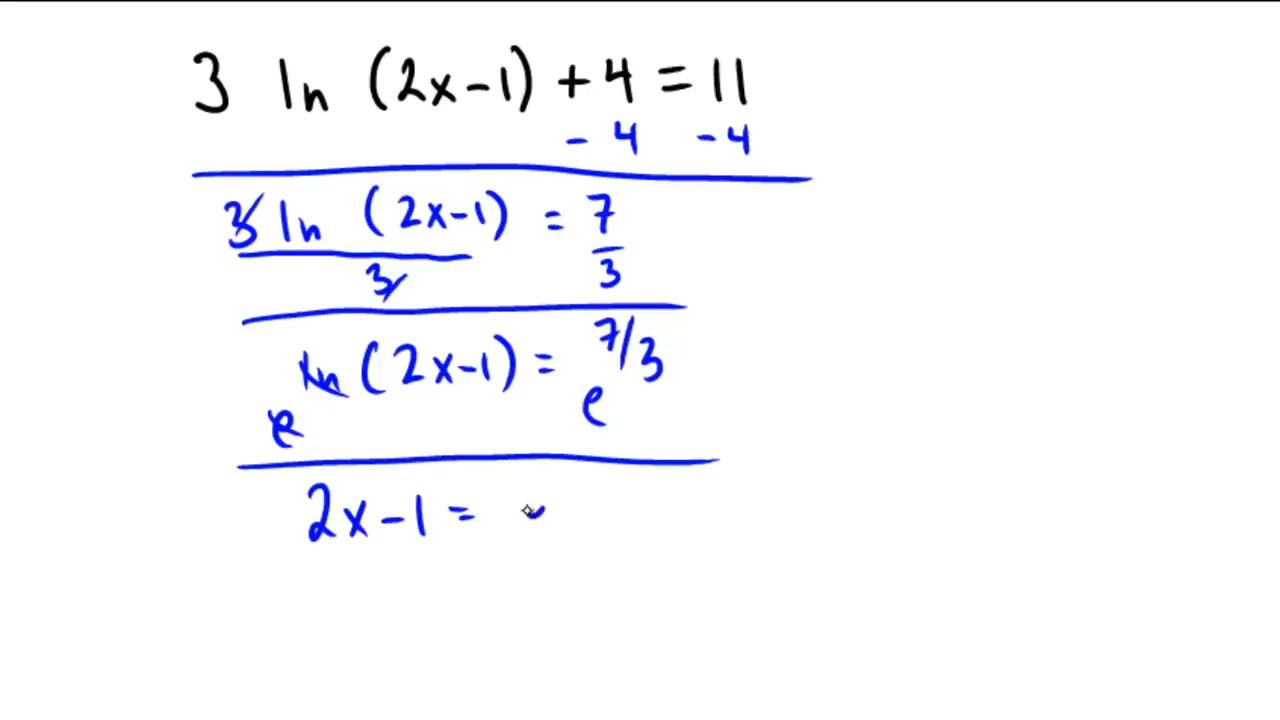 3 ln (2x-1) + 4 = 11
- 4 - 4
3 ln (2x-1) = 7
3 3
ln (2x-1) = 7/3
e e
2x-1 =